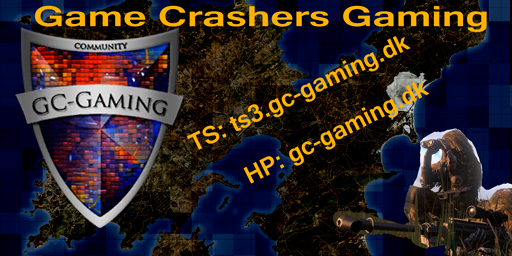 Game Crashers Gaming
COMMUNITY
GC-GAMING
TS: ts3.gc-gaming.dk
HP: gc-gaming.dk